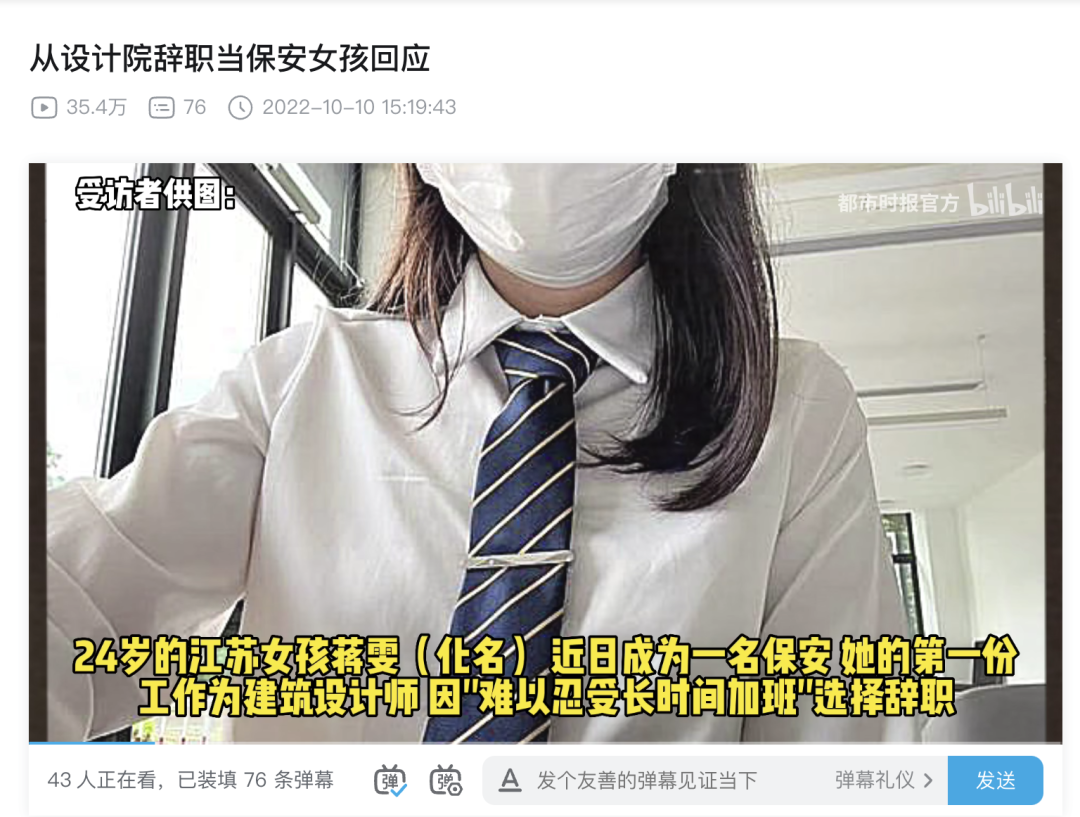 从设计院辞职当保安女孩回应
35.4万 76 2022-10-10 15:19:43
受访者供图:
都市时报官方 bilibili
24岁的江苏女孩蒋雯（化名）近日成为一名保安 她的第一份
工作为建筑设计师 因"难以忍受长时间加班"选择辞职
43 人正在看，已装填 76 条弹幕 弹 弹 A 发个友善的弹幕见证当下 弹幕礼仪 > 发送